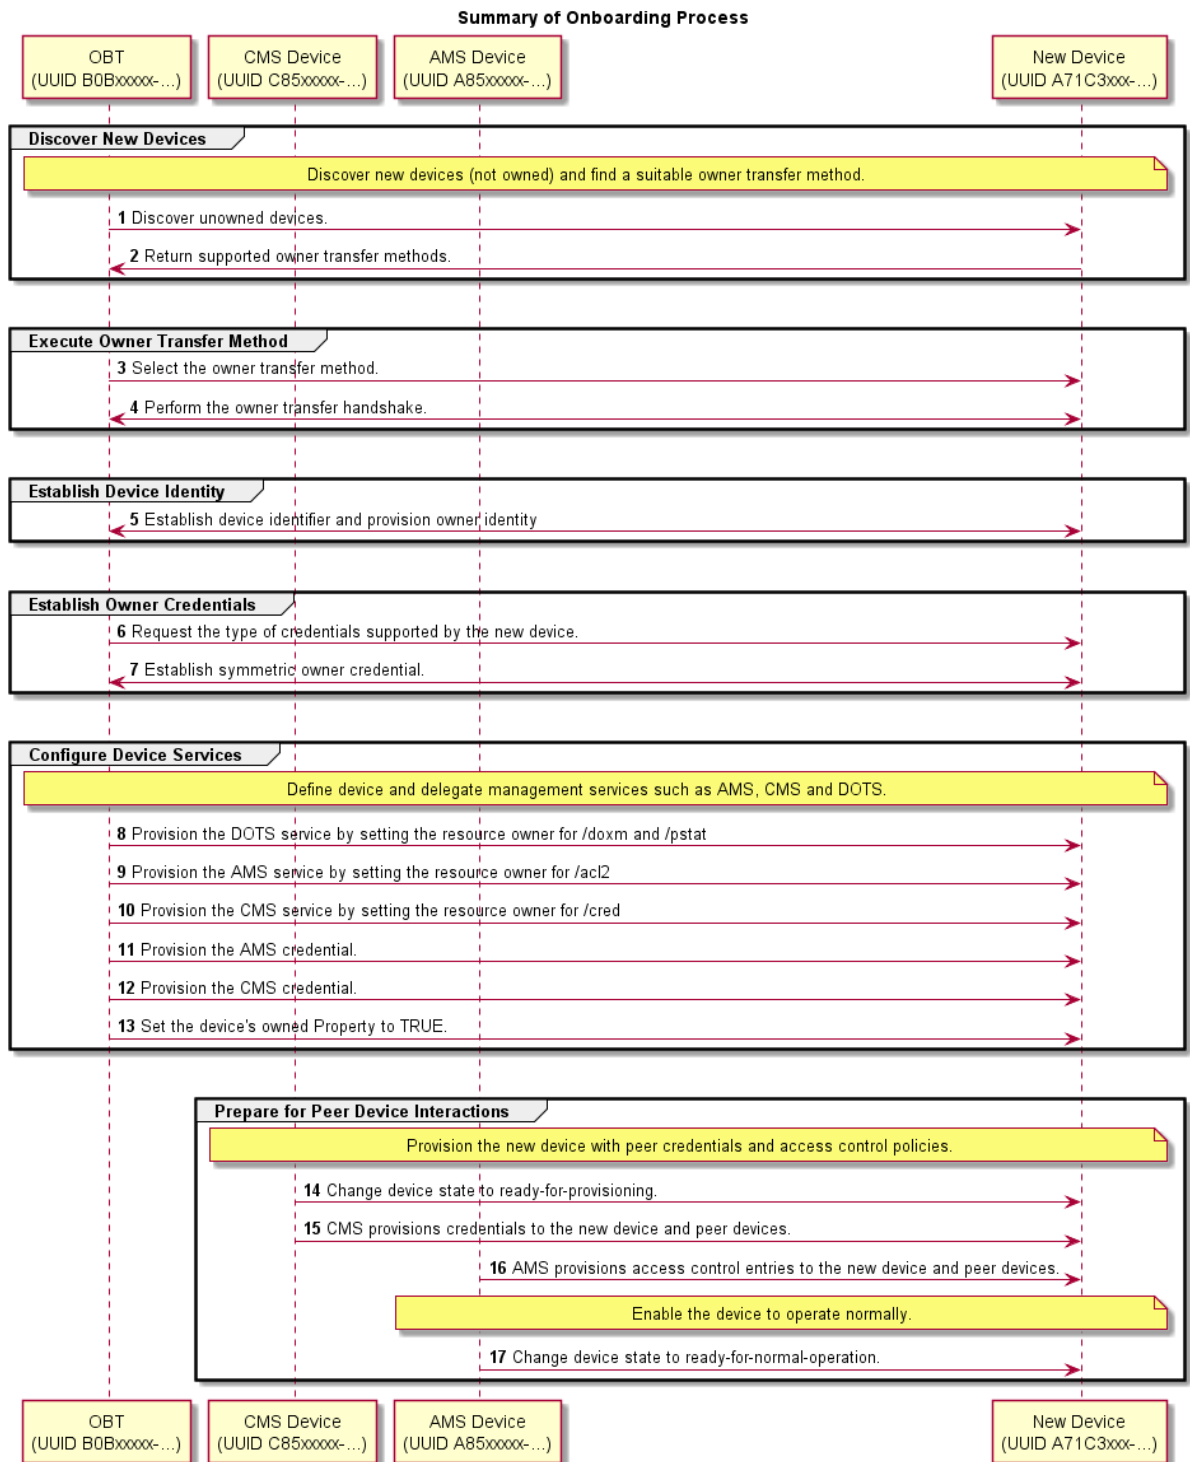 Summary of Onboarding Process
OBT
(UUID B0Bxxxxx-...)
CMS Device
(UUID C85xxxxx-...)
AMS Device
(UUID A85xxxxx-...)
New Device
(UUID A71C3xxx-...)
Discover New Devices
Discover new devices (not owned) and find a suitable owner transfer method.
1 Discover unowned devices.
2 Return supported owner transfer methods.
Execute Owner Transfer Method
3 Select the owner transfer method.
4 Perform the owner transfer handshake.
Establish Device Identity
5 Establish device identifier and provision owner identity
Establish Owner Credentials
6 Request the type of credentials supported by the new device.
7 Establish symmetric owner credential.
Configure Device Services
Define device and delegate management services such as AMS, CMS and DOTS.
8 Provision the DOTS service by setting the resource owner for /doxm and /pstat
9 Provision the AMS service by setting the resource owner for /acl2
10 Provision the CMS service by setting the resource owner for /cred
11 Provision the AMS credential.
12 Provision the CMS credential.
13 Set the device's owned Property to TRUE.
Prepare for Peer Device Interactions
Provision the new device with peer credentials and access control policies.
14 Change device state to ready-for-provisioning.
15 CMS provisions credentials to the new device and peer devices.
16 AMS provisions access control entries to the new device and peer devices.
Enable the device to operate normally.
17 Change device state to ready-for-normal-operation.
OBT
(UUID B0Bxxxxx-...)
CMS Device
(UUID C85xxxxx-...)
AMS Device
(UUID A85xxxxx-...)
New Device
(UUID A71C3xxx-...)